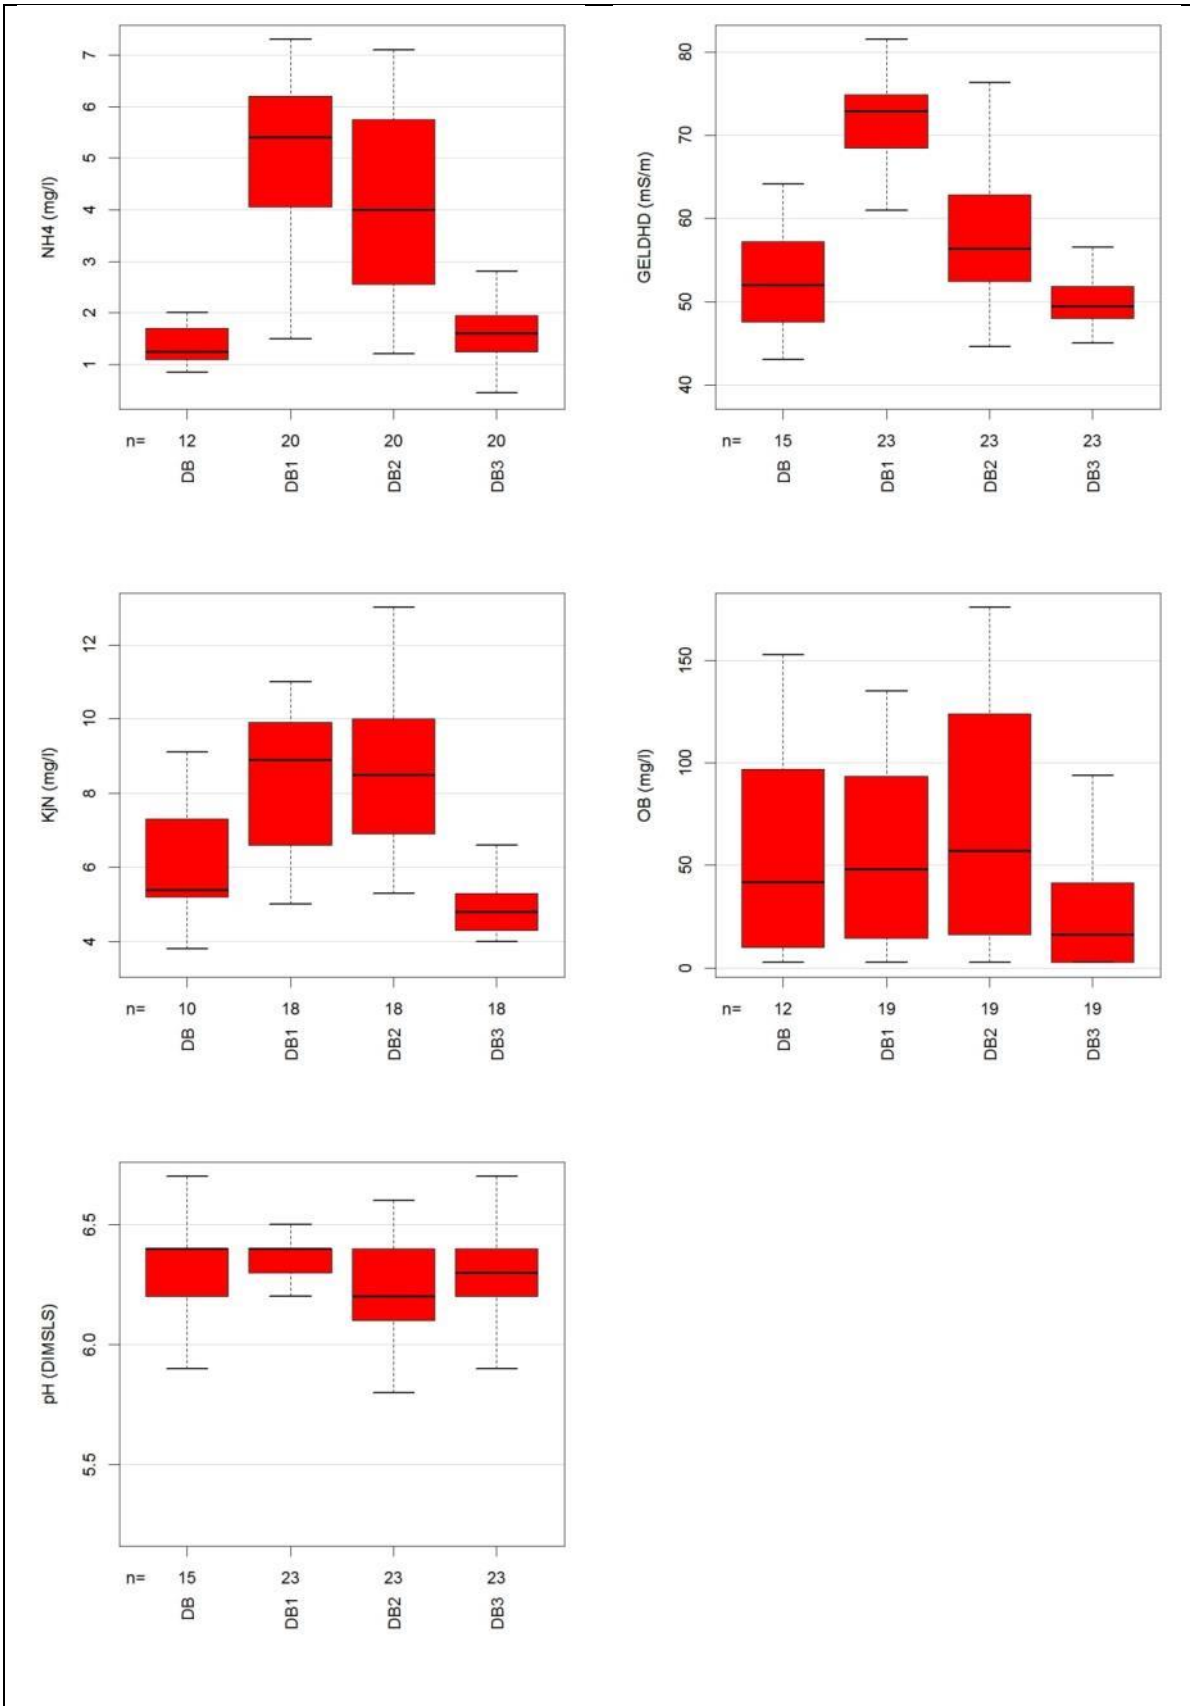 NH4 (mg/l)
7
6
5
4
3
2
1
n= 12 20 20 20
DB DB1 DB2 DB3
GELDHD (mS/m)
80
70
60
50
40
n= 15 23 23 23
DB DB1 DB2 DB3
KjN (mg/l)
12
10
8
6
4
n= 10 18 18 18
DB DB1 DB2 DB3
OB (mg/l)
150
100
50
0
n= 12 19 19 19
DB DB1 DB2 DB3
pH (DIMSLS)
6.5
6.0
5.5
n= 15 23 23 23
DB DB1 DB2 DB3